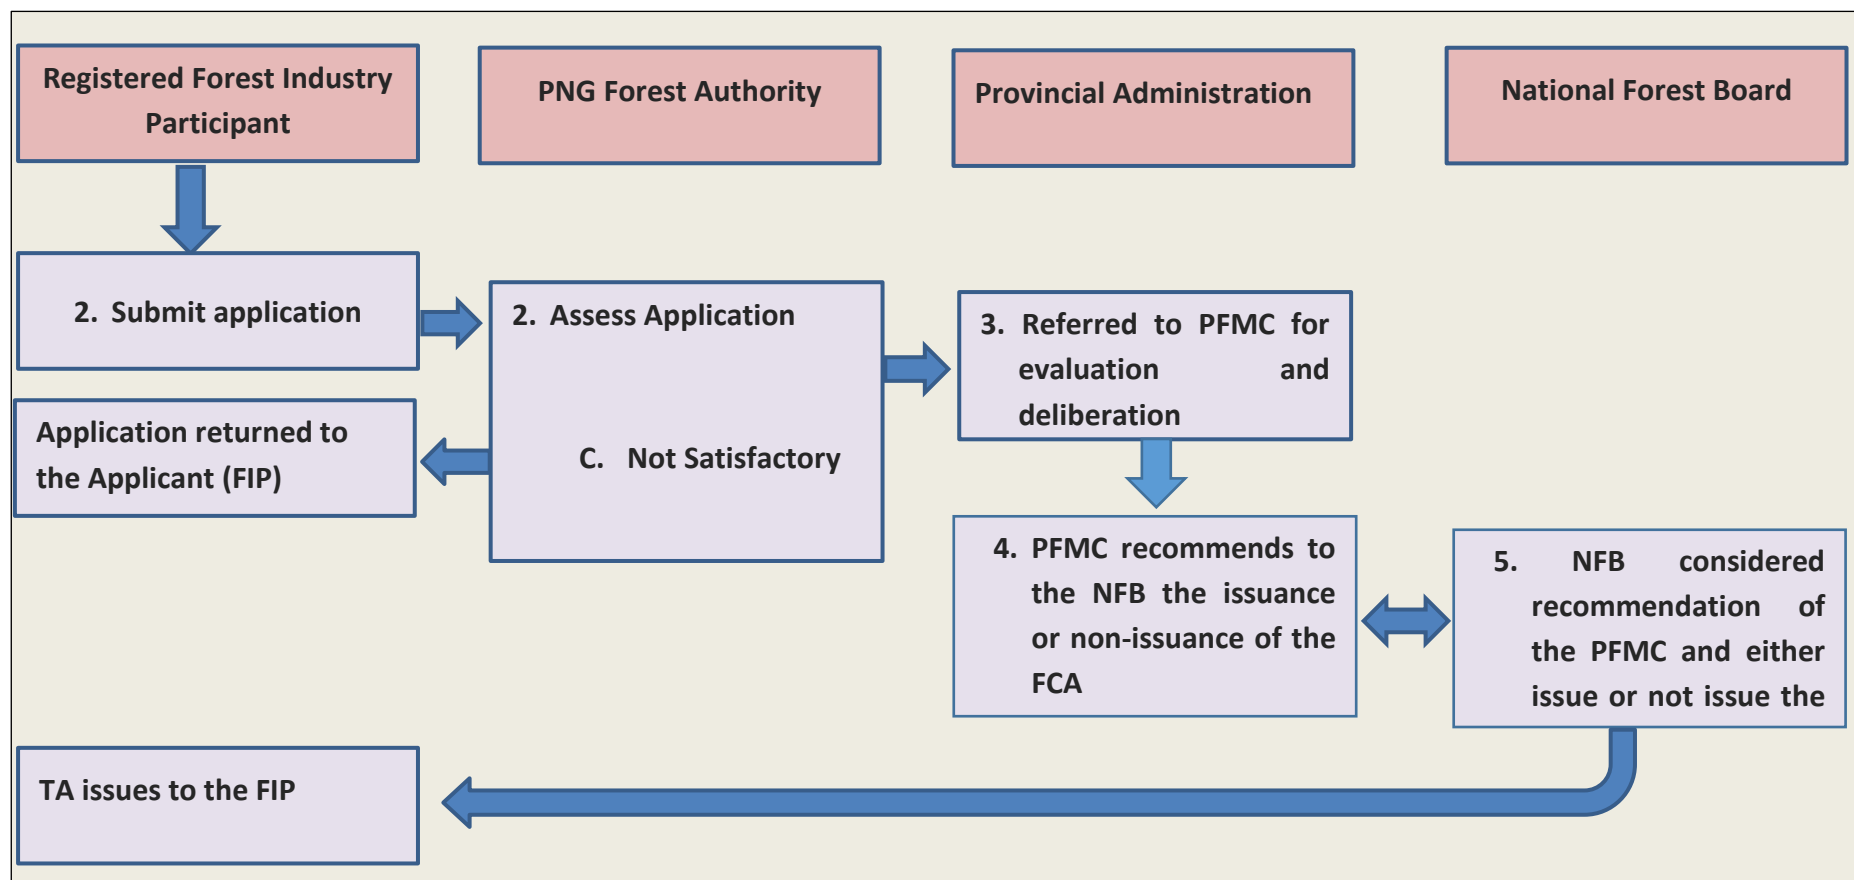 Registered Forest Industry
Participant
PNG Forest Authority
Provincial Administration
National Forest Board
2. Submit application
2. Assess Application
C. Not Satisfactory
Application returned to
the Applicant (FIP)
3. Referred to PFMC for
evaluation and
deliberation
4. PFMC recommends to
the NFB the issuance
or non-issuance of the
FCA
5. NFB considered
recommendation of
the PFMC and either
issue or not issue the
TA issues to the FIP